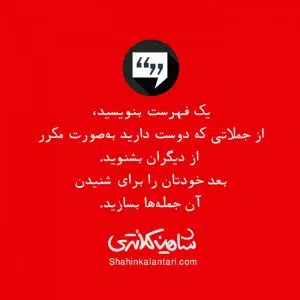 یک فهرست بنویسید،
از جملاتی که دوست دارید به‌صورت مکرر
از دیگران بشنوید.
بعد خودتان را برای شنیدن
آن جمله‌ها بسازید.
شاهین کلانتری
Shahinkalantari.com